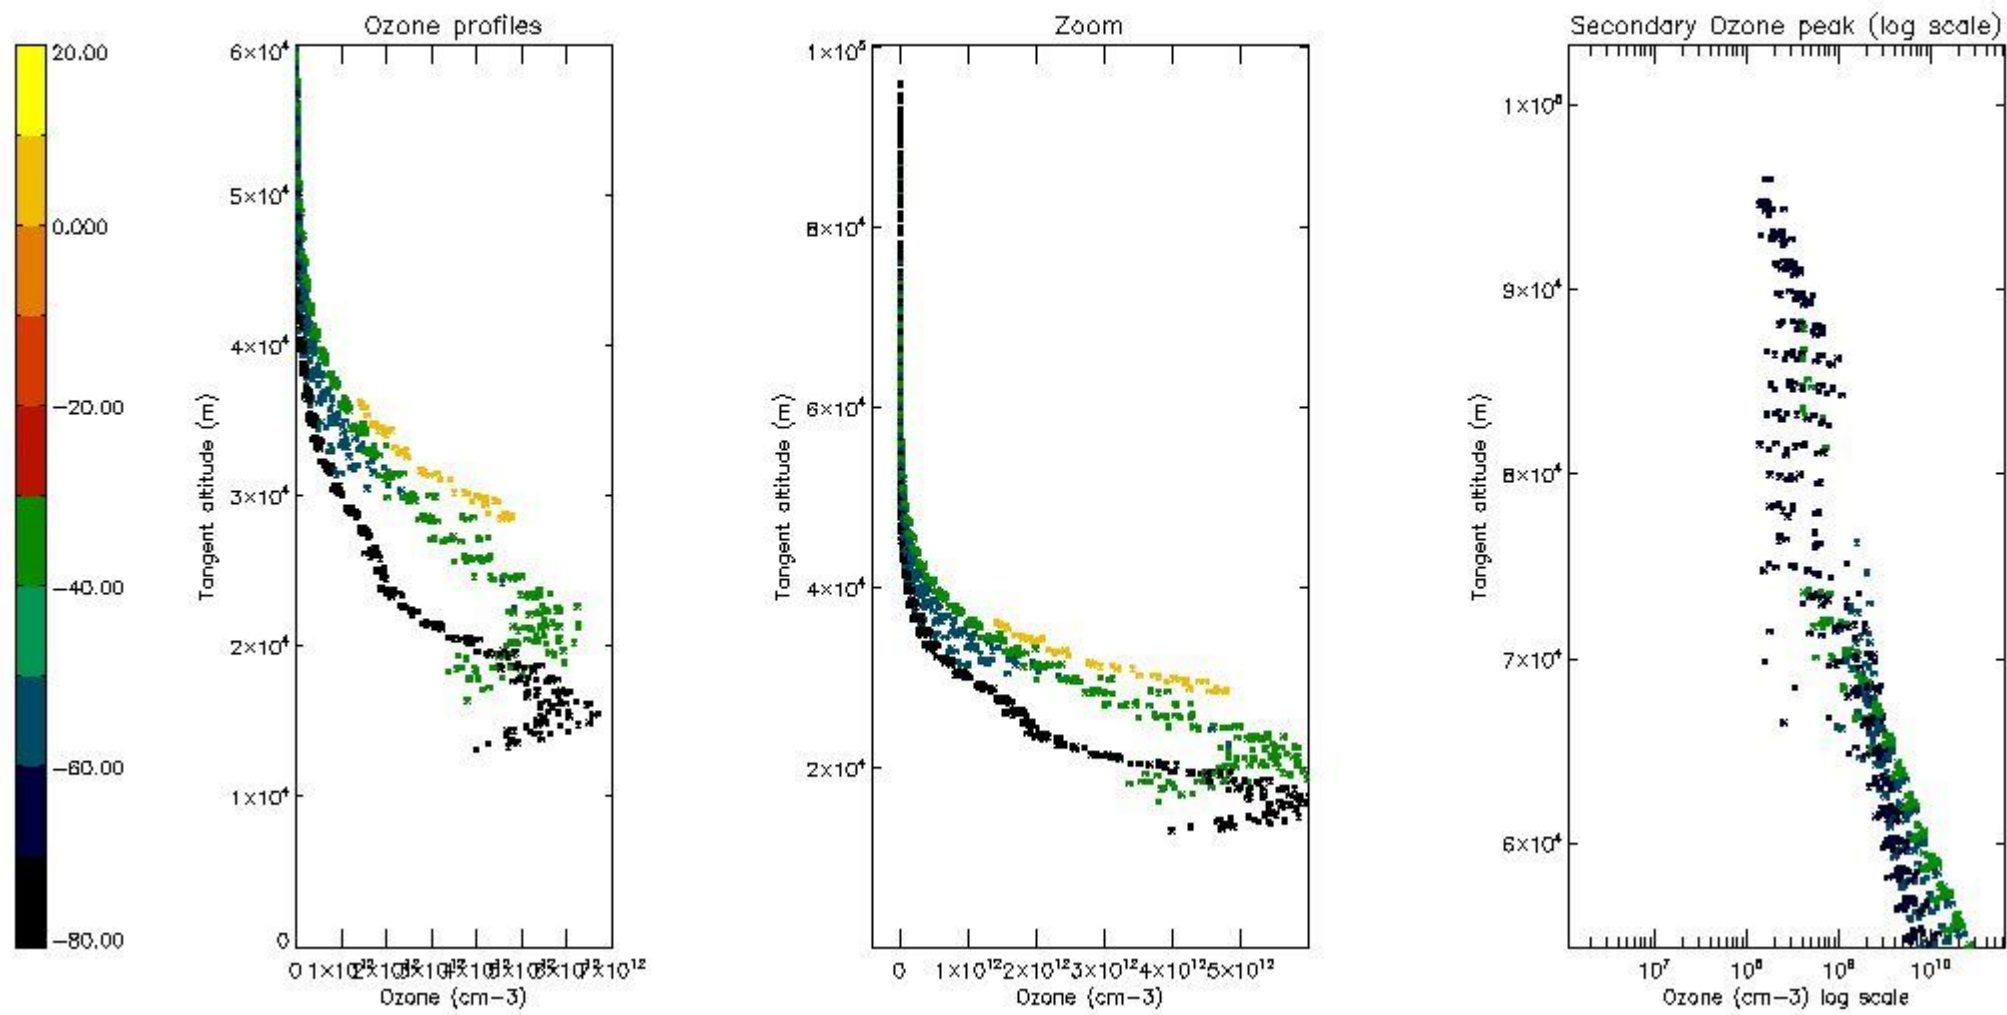 Ozone profiles
Zoom
Secondary Ozone peak (log scale)
20.00
0.000
−20.00
−40.00
−60.00
−80.00
6×10⁴
5×10⁴
4×10⁴
3×10⁴
2×10⁴
1×10⁴
0
Tangent altitude (m)
0
Ozone (cm−3)
1×10⁵
8×10⁴
6×10⁴
4×10⁴
2×10⁴
Tangent altitude (m)
0 1×10¹² 2×10¹² 3×10¹² 4×10¹² 5×10¹²
Ozone (cm−3)
9×10⁴
8×10⁴
7×10⁴
6×10⁴
Tangent altitude (m)
10⁷ 10⁸ 10⁹ 10¹⁰
Ozone (cm−3) log scale